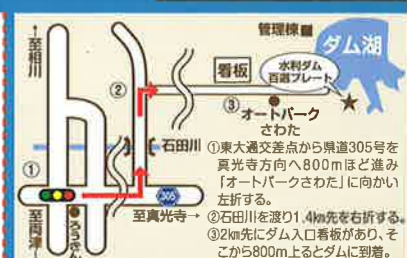 管理棟
ダム湖
←至相川
看板
水利ダム
百選プレート
②
③
オートパーク
さわた
石田川
①
305
至両津→
ろうきん
至真光寺→
①東大通交差点から県道305号を
真光寺方向へ800mほど進み
「オートパークさわた」に向かい
左折する。
②石田川を渡り1.4km先を右折する。
③2km先にダム入口看板があり、そ
こから800m上るとダムに到着。